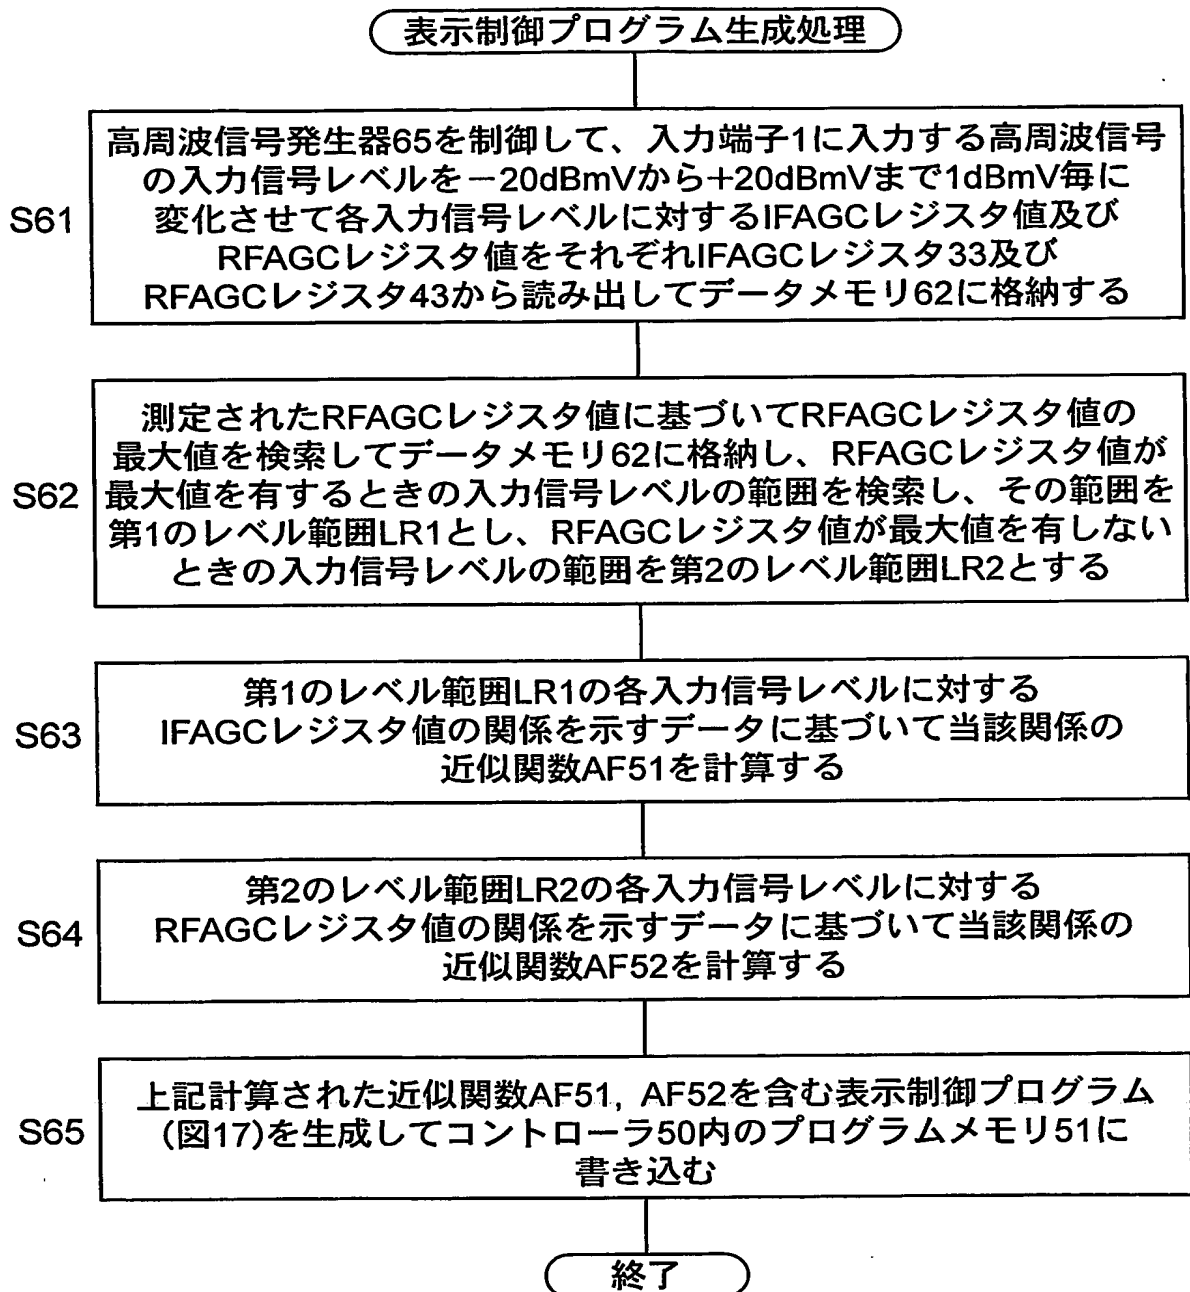 表示制御プログラム生成処理
S61
高周波信号発生器65を制御して、入力端子1に入力する高周波信号
の入力信号レベルを−20dBmVから+20dBmVまで1dBmV毎に
変化させて各入力信号レベルに対するIFAGCレジスタ値及び
RFAGCレジスタ値をそれぞれIFAGCレジスタ33及び
RFAGCレジスタ43から読み出してデータメモリ62に格納する
S62
測定されたRFAGCレジスタ値に基づいてRFAGCレジスタ値の
最大値を検索してデータメモリ62に格納し、RFAGCレジスタ値が
最大値を有するときの入力信号レベルの範囲を検索し、その範囲を
第1のレベル範囲LR1とし、RFAGCレジスタ値が最大値を有しない
ときの入力信号レベルの範囲を第2のレベル範囲LR2とする
S63
第1のレベル範囲LR1の各入力信号レベルに対する
IFAGCレジスタ値の関係を示すデータに基づいて当該関係の
近似関数AF51を計算する
S64
第2のレベル範囲LR2の各入力信号レベルに対する
RFAGCレジスタ値の関係を示すデータに基づいて当該関係の
近似関数AF52を計算する
S65
上記計算された近似関数AF51, AF52を含む表示制御プログラム
(図17)を生成してコントローラ50内のプログラムメモリ51に
書き込む
終了